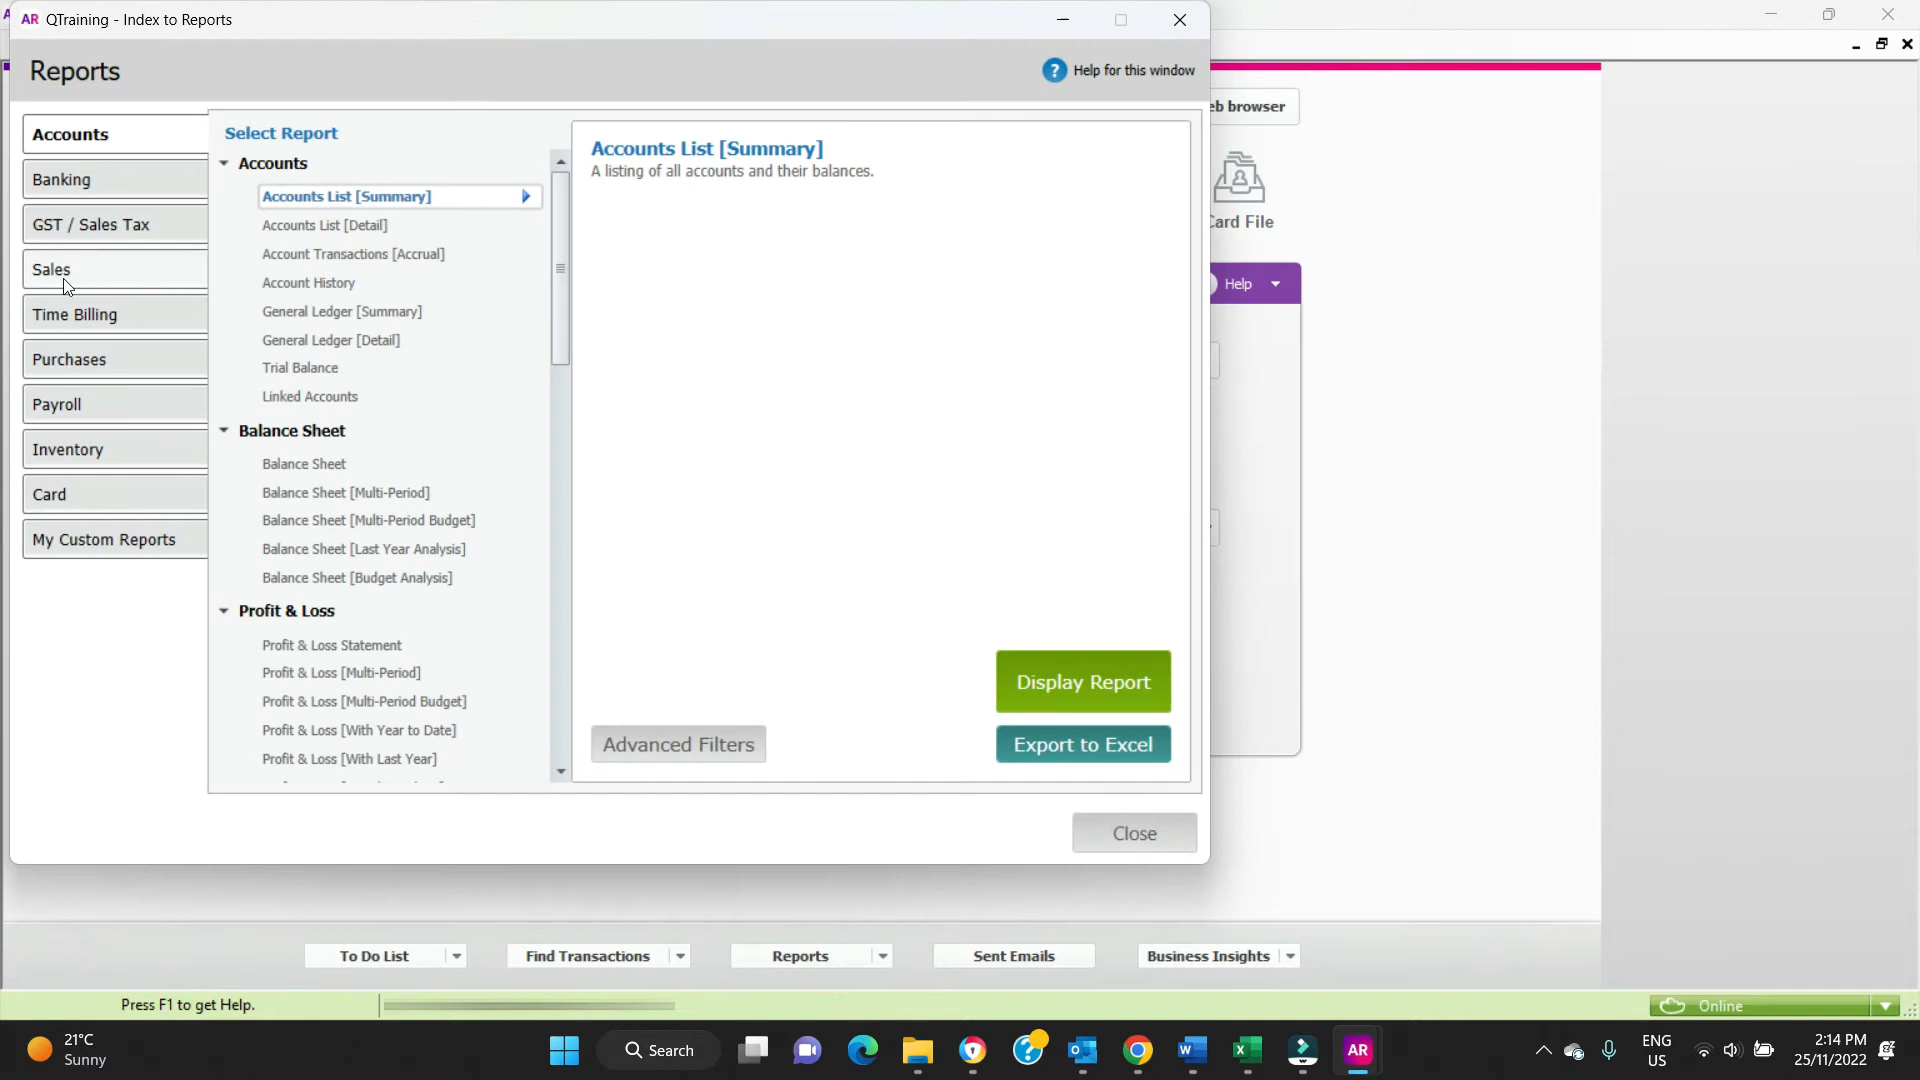 AR QTraining - Index to Reports
Reports
? Help for this window
eb browser
Card File
Help
Accounts
Banking
GST / Sales Tax
Sales
Time Billing
Purchases
Payroll
Inventory
Card
My Custom Reports
Select Report
Accounts
Accounts List [Summary]
Accounts List [Detail]
Account Transactions [Accrual]
Account History
General Ledger [Summary]
General Ledger [Detail]
Trial Balance
Linked Accounts
Balance Sheet
Balance Sheet
Balance Sheet [Multi-Period]
Balance Sheet [Multi-Period Budget]
Balance Sheet [Last Year Analysis]
Balance Sheet [Budget Analysis]
Profit & Loss
Profit & Loss Statement
Profit & Loss [Multi-Period]
Profit & Loss [Multi-Period Budget]
Profit & Loss [With Year to Date]
Profit & Loss [With Last Year]
Accounts List [Summary]
A listing of all accounts and their balances.
Display Report
Advanced Filters
Export to Excel
Close
To Do List
Find Transactions
Reports
Sent Emails
Business Insights
Press F1 to get Help.
Online
21°C
Sunny
Search
AR
ENG
US
2:14 PM
25/11/2022